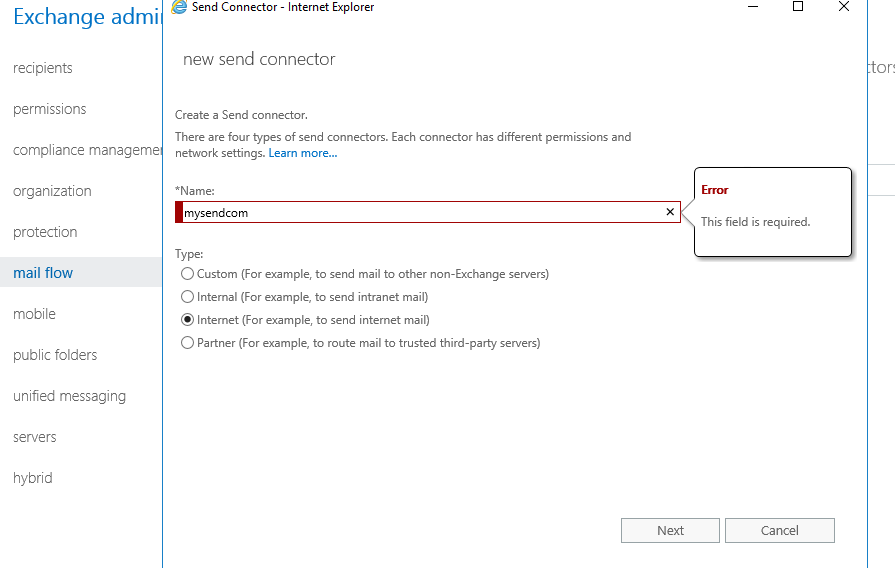 Exchange admi
Send Connector - Internet Explorer
recipients
permissions
compliance managemen
organization
protection
mail flow
mobile
public folders
unified messaging
servers
hybrid
new send connector
Create a Send connector.
There are four types of send connectors. Each connector has different permissions and
network settings. Learn more...
*Name:
mysendcom
Error
This field is required.
Type:
Custom (For example, to send mail to other non-Exchange servers)
Internal (For example, to send intranet mail)
Internet (For example, to send internet mail)
Partner (For example, to route mail to trusted third-party servers)
Next
Cancel
ctors